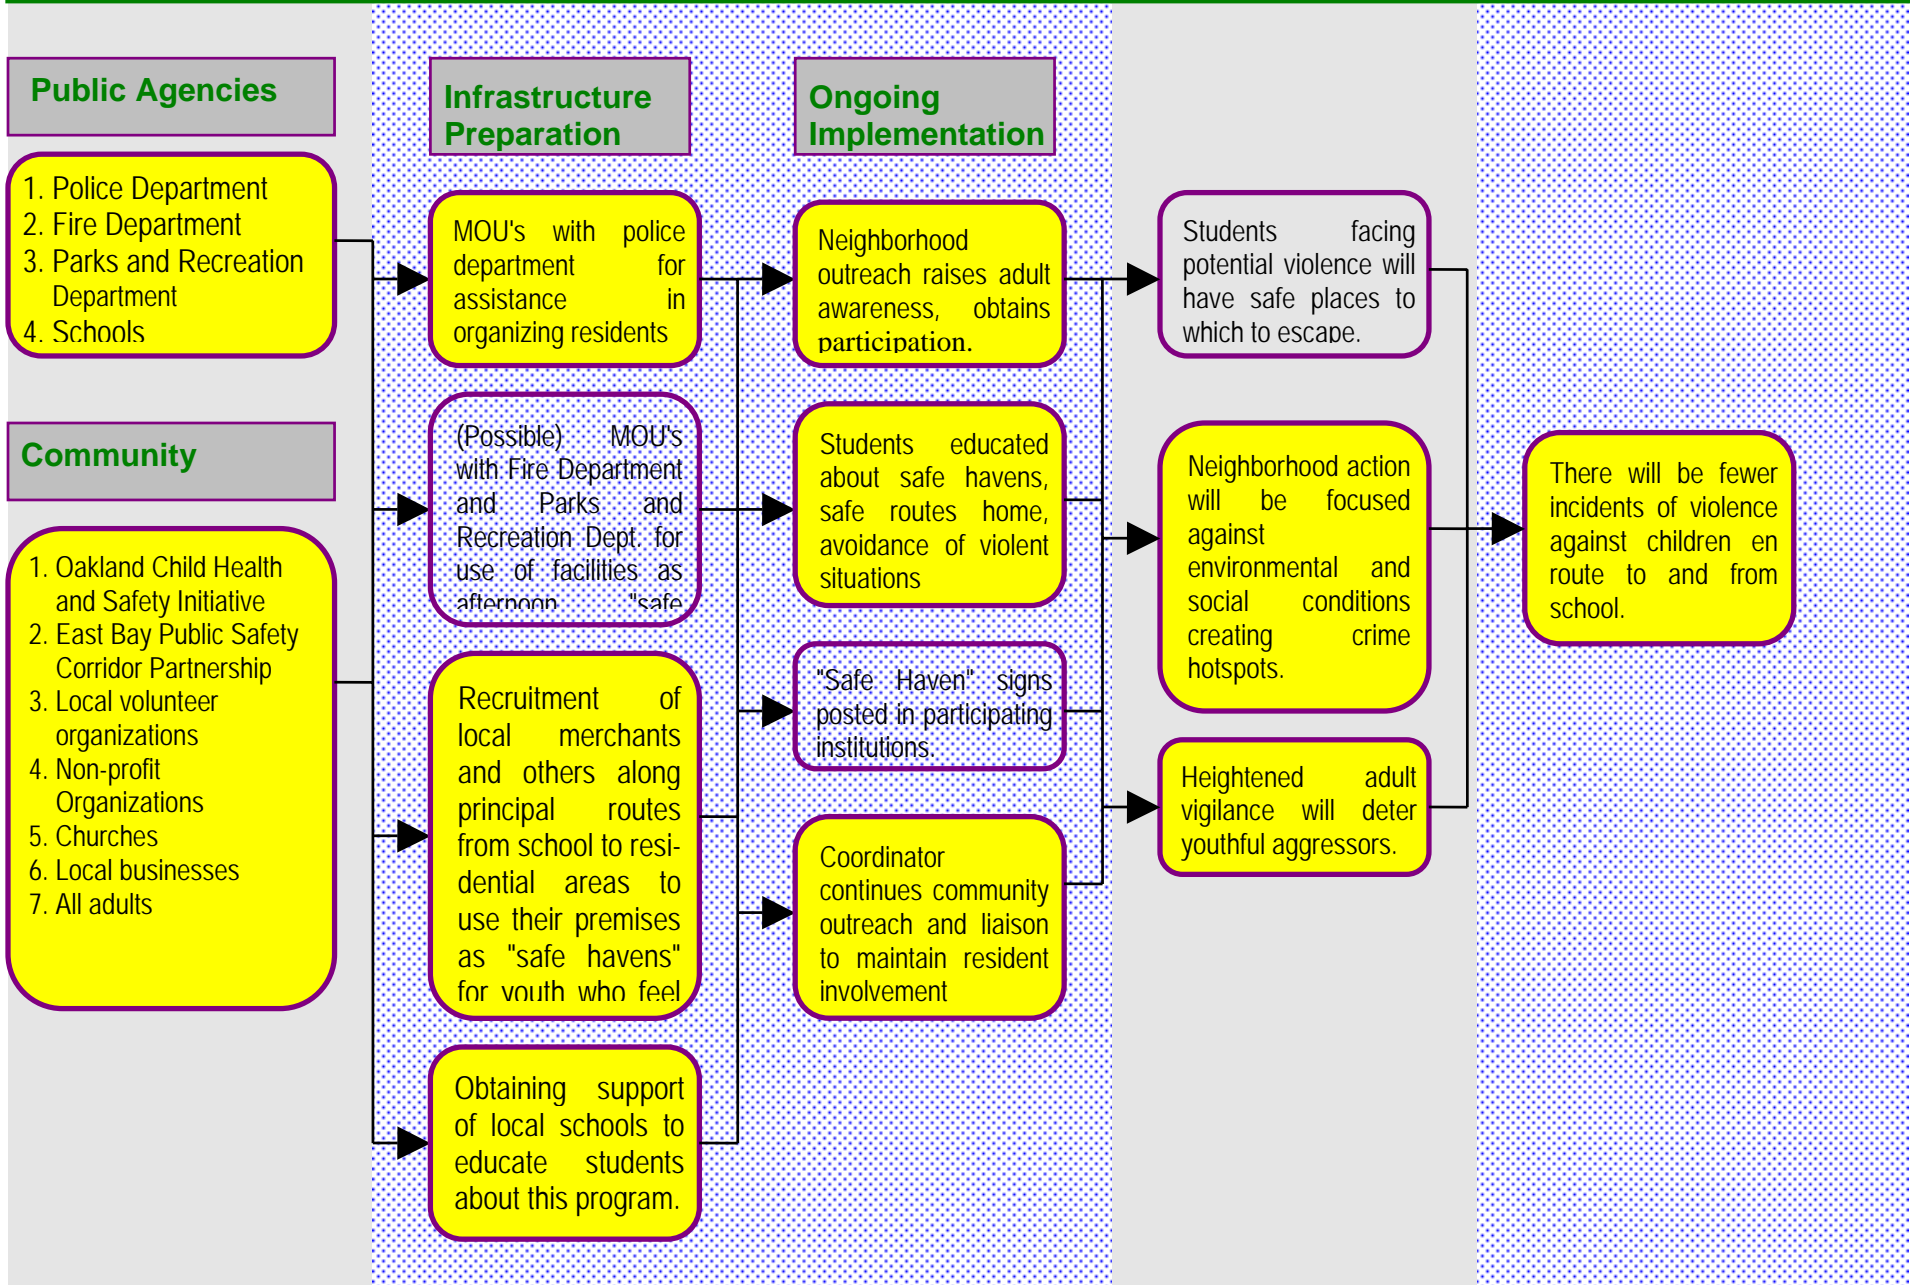 Public Agencies
1. Police Department
2. Fire Department
3. Parks and Recreation
Department
4. Schools
Community
1. Oakland Child Health
and Safety Initiative
2. East Bay Public Safety
Corridor Partnership
3. Local volunteer
organizations
4. Non-profit
Organizations
5. Churches
6. Local businesses
7. All adults
Infrastructure
Preparation
MOU's with police
department for
assistance in
organizing residents
(Possible) MOU's
with Fire Department
and Parks and
Recreation Dept. for
use of facilities as
afternoon "safe
Recruitment of
local merchants
and others along
principal routes
from school to resi-
dential areas to
use their premises
as "safe havens"
for youth who feel
Obtaining support
of local schools to
educate students
about this program.
Ongoing
Implementation
Neighborhood
outreach raises adult
awareness, obtains
participation.
Students educated
about safe havens,
safe routes home,
avoidance of violent
situations
"Safe Haven" signs
posted in participating
institutions.
Coordinator
continues community
outreach and liaison
to maintain resident
involvement
Students facing
potential violence will
have safe places to
which to escape.
Neighborhood action
will be focused
against
environmental and
social conditions
creating crime
hotspots.
Heightened adult
vigilance will deter
youthful aggressors.
There will be fewer
incidents of violence
against children en
route to and from
school.